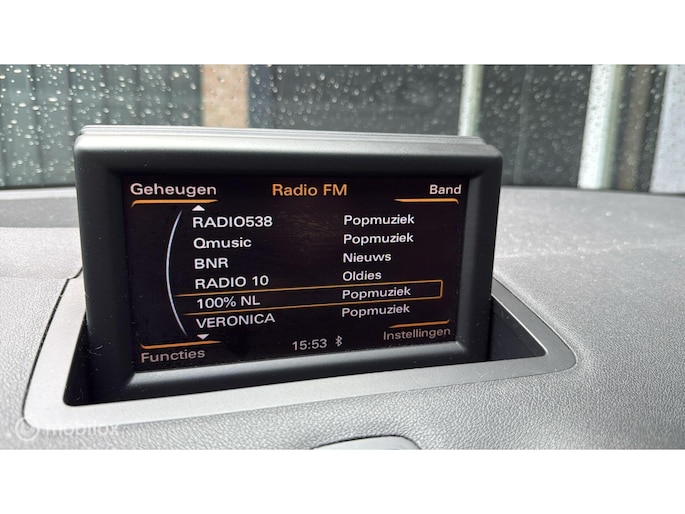 Geheugen Radio FM Band
RADIO538 Popmuziek
Qmusic Popmuziek
BNR Nieuws
RADIO 10 Oldies
100% NL Popmuziek
VERONICA Popmuziek
Functies 15:53 Instellingen
mobilox